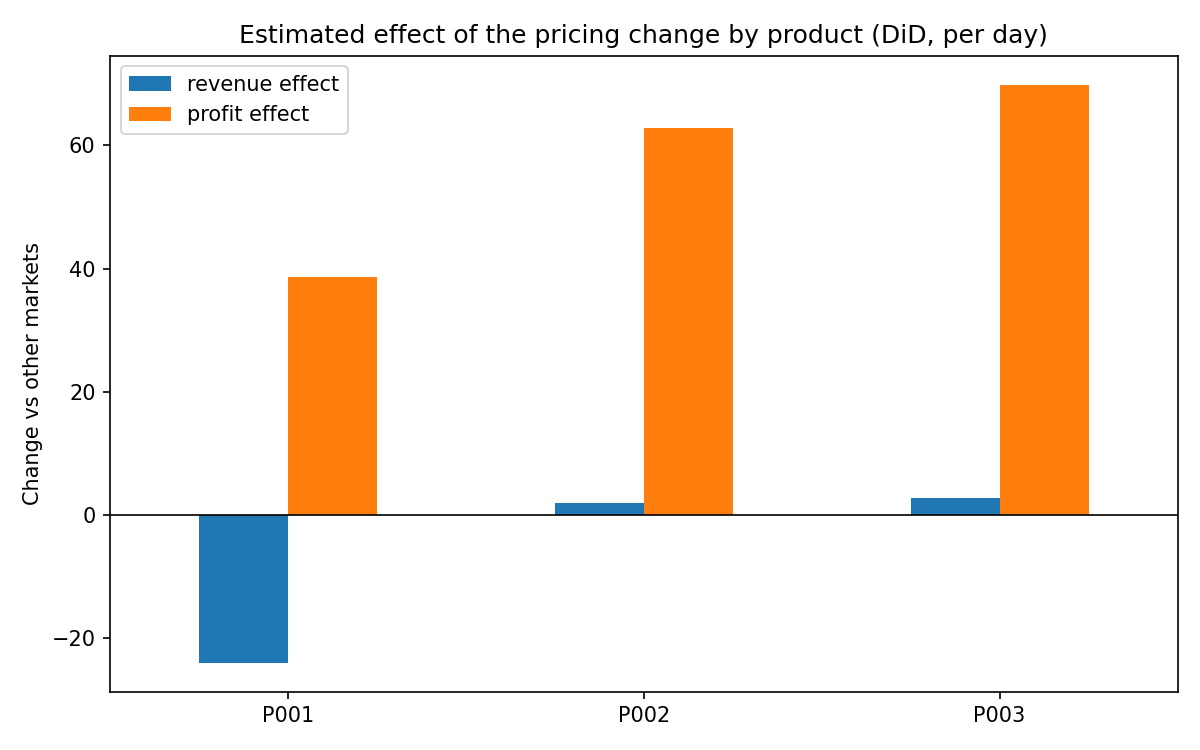 Estimated effect of the pricing change by product (DiD, per day)
revenue effect
profit effect
Change vs other markets
60
40
20
0
−20
P001
P002
P003